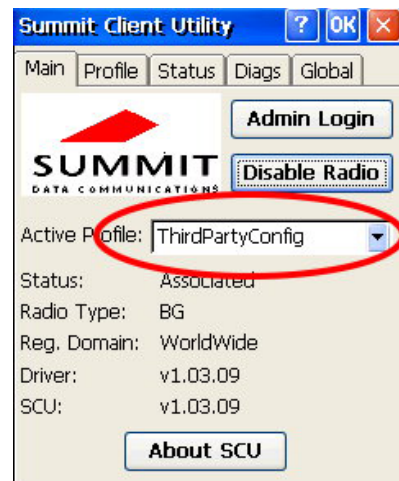 Summit Client Utility ? OK X
Main Profile Status Diags Global
Admin Login
SUMMIT
DATA COMMUNICATIONS
Disable Radio
Active Profile: ThirdPartyConfig
Status: Associated
Radio Type: BG
Reg. Domain: WorldWide
Driver: v1.03.09
SCU: v1.03.09
About SCU